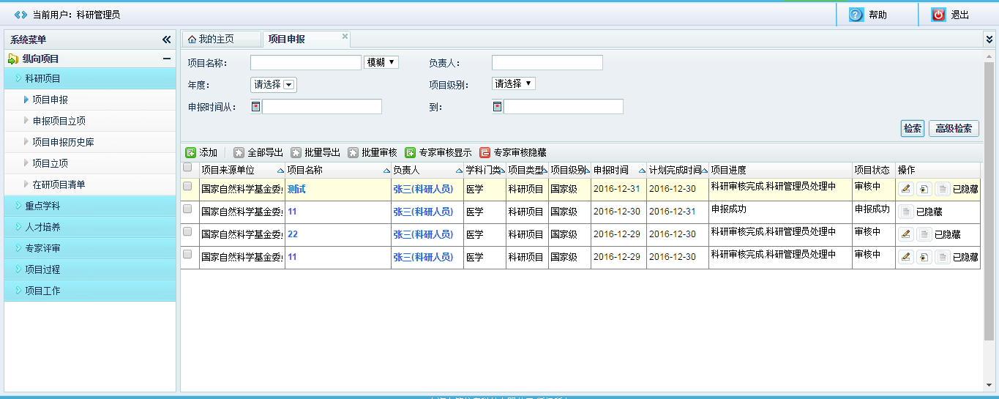 当前用户：科研管理员
帮助
退出
系统菜单
纵向项目
科研项目
项目申报
申报项目立项
项目申报历史库
项目立项
在研项目清单
重点学科
人才培养
专家评审
项目过程
项目工作
我的主页 项目申报
项目名称： 模糊 负责人：
年度： 请选择 项目级别： 请选择
申报时间从： 到：
检索 高级检索
添加 全部导出 批量导出 批量审核 专家审核显示 专家审核隐藏
项目来源单位 项目名称 负责人 学科门类 项目类型 项目级别 申报时间 计划完成时间 项目进度 项目状态 操作
国家自然科学基金委 测试 张三(科研人员) 医学 科研项目 国家级 2016-12-31 2016-12-30 科研审核完成,科研管理员处理中 审核中 已隐藏
国家自然科学基金委 11 张三(科研人员) 医学 科研项目 国家级 2016-12-30 2016-12-31 申报成功 申报成功 已隐藏
国家自然科学基金委 22 张三(科研人员) 医学 科研项目 国家级 2016-12-29 2016-12-30 科研审核完成,科研管理员处理中 审核中 已隐藏
国家自然科学基金委 11 张三(科研人员) 医学 科研项目 国家级 2016-12-29 2016-12-30 科研审核完成,科研管理员处理中 审核中 已隐藏